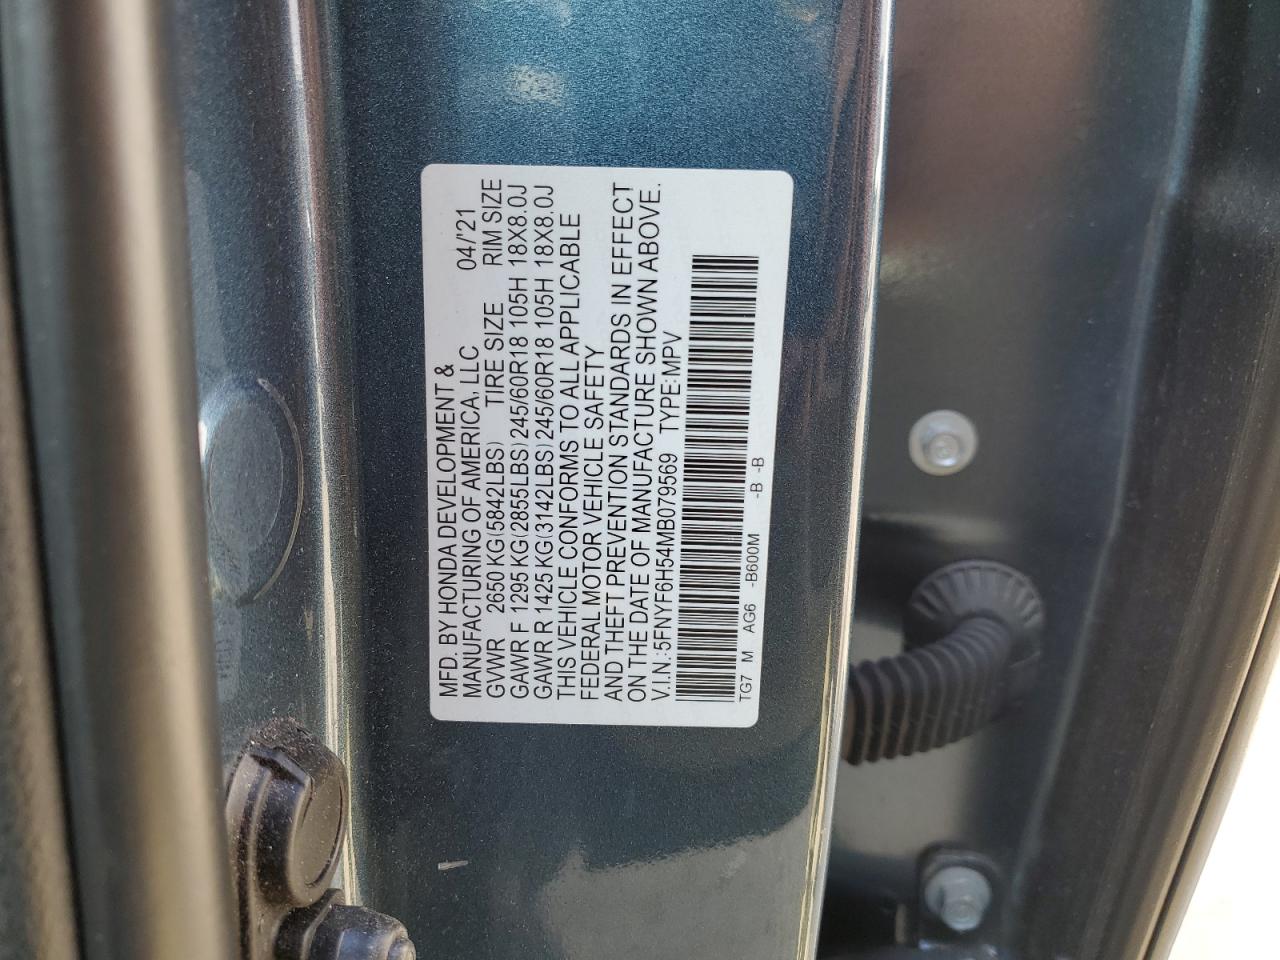 MFD. BY HONDA DEVELOPMENT &
MANUFACTURING OF AMERICA, LLC 04/21
GVWR 2650 KG(5842LBS) TIRE SIZE RIM SIZE
GAWR F 1295 KG(2855LBS) 245/60R18 105H 18X8.0J
GAWR R 1425 KG(3142LBS) 245/60R18 105H 18X8.0J
THIS VEHICLE CONFORMS TO ALL APPLICABLE
FEDERAL MOTOR VEHICLE SAFETY
AND THEFT PREVENTION STANDARDS IN EFFECT
ON THE DATE OF MANUFACTURE SHOWN ABOVE.
V.I.N.:5FNYF6H54MB079569 TYPE:MPV
TG7 M AG6 -B600M -B -B